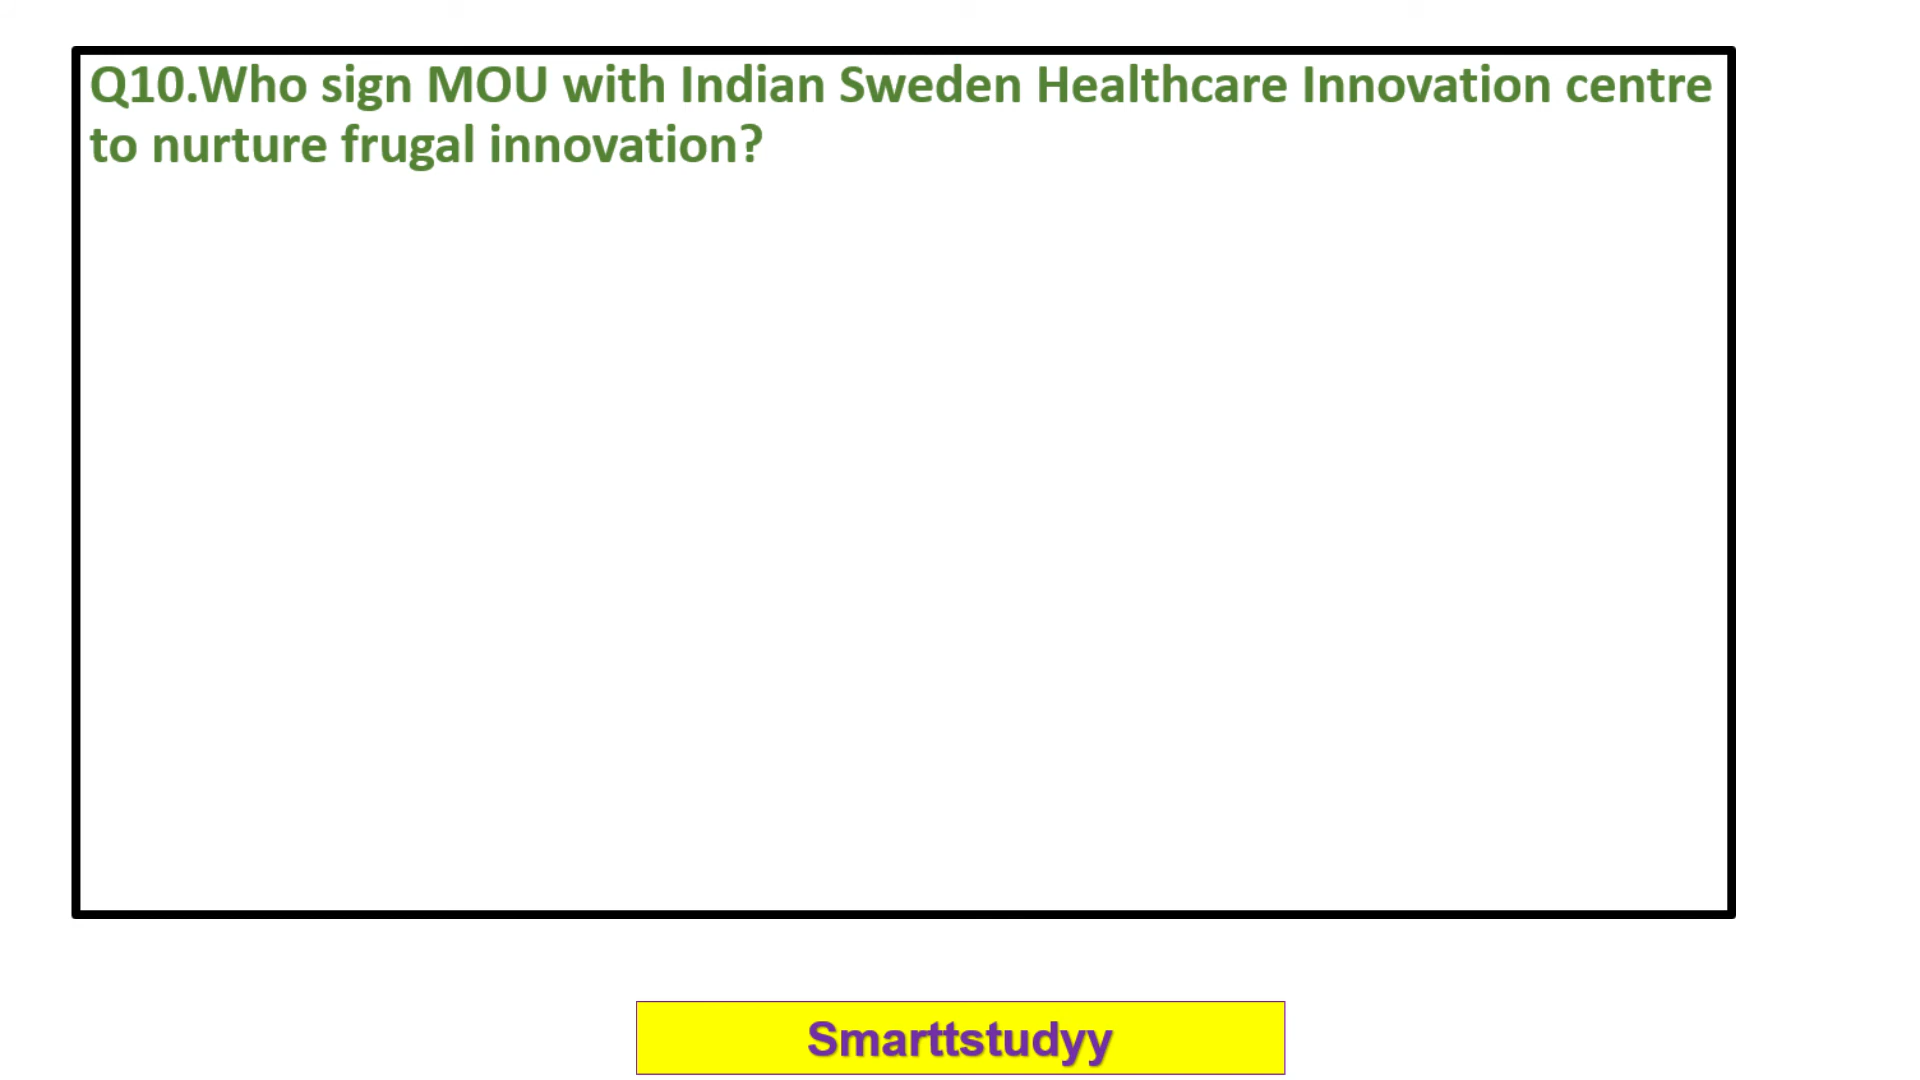 Q10.Who sign MOU with Indian Sweden Healthcare Innovation centre
to nurture frugal innovation?
Smarttstudyy